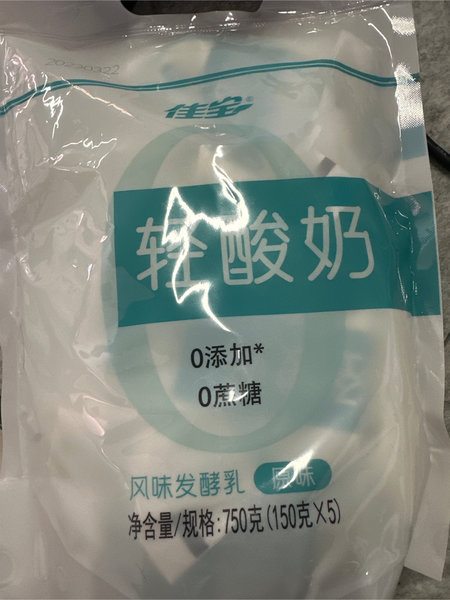 20230322
佳宝®
轻酸奶
0添加*
0蔗糖
风味发酵乳 原味
净含量/规格:750克(150克×5)